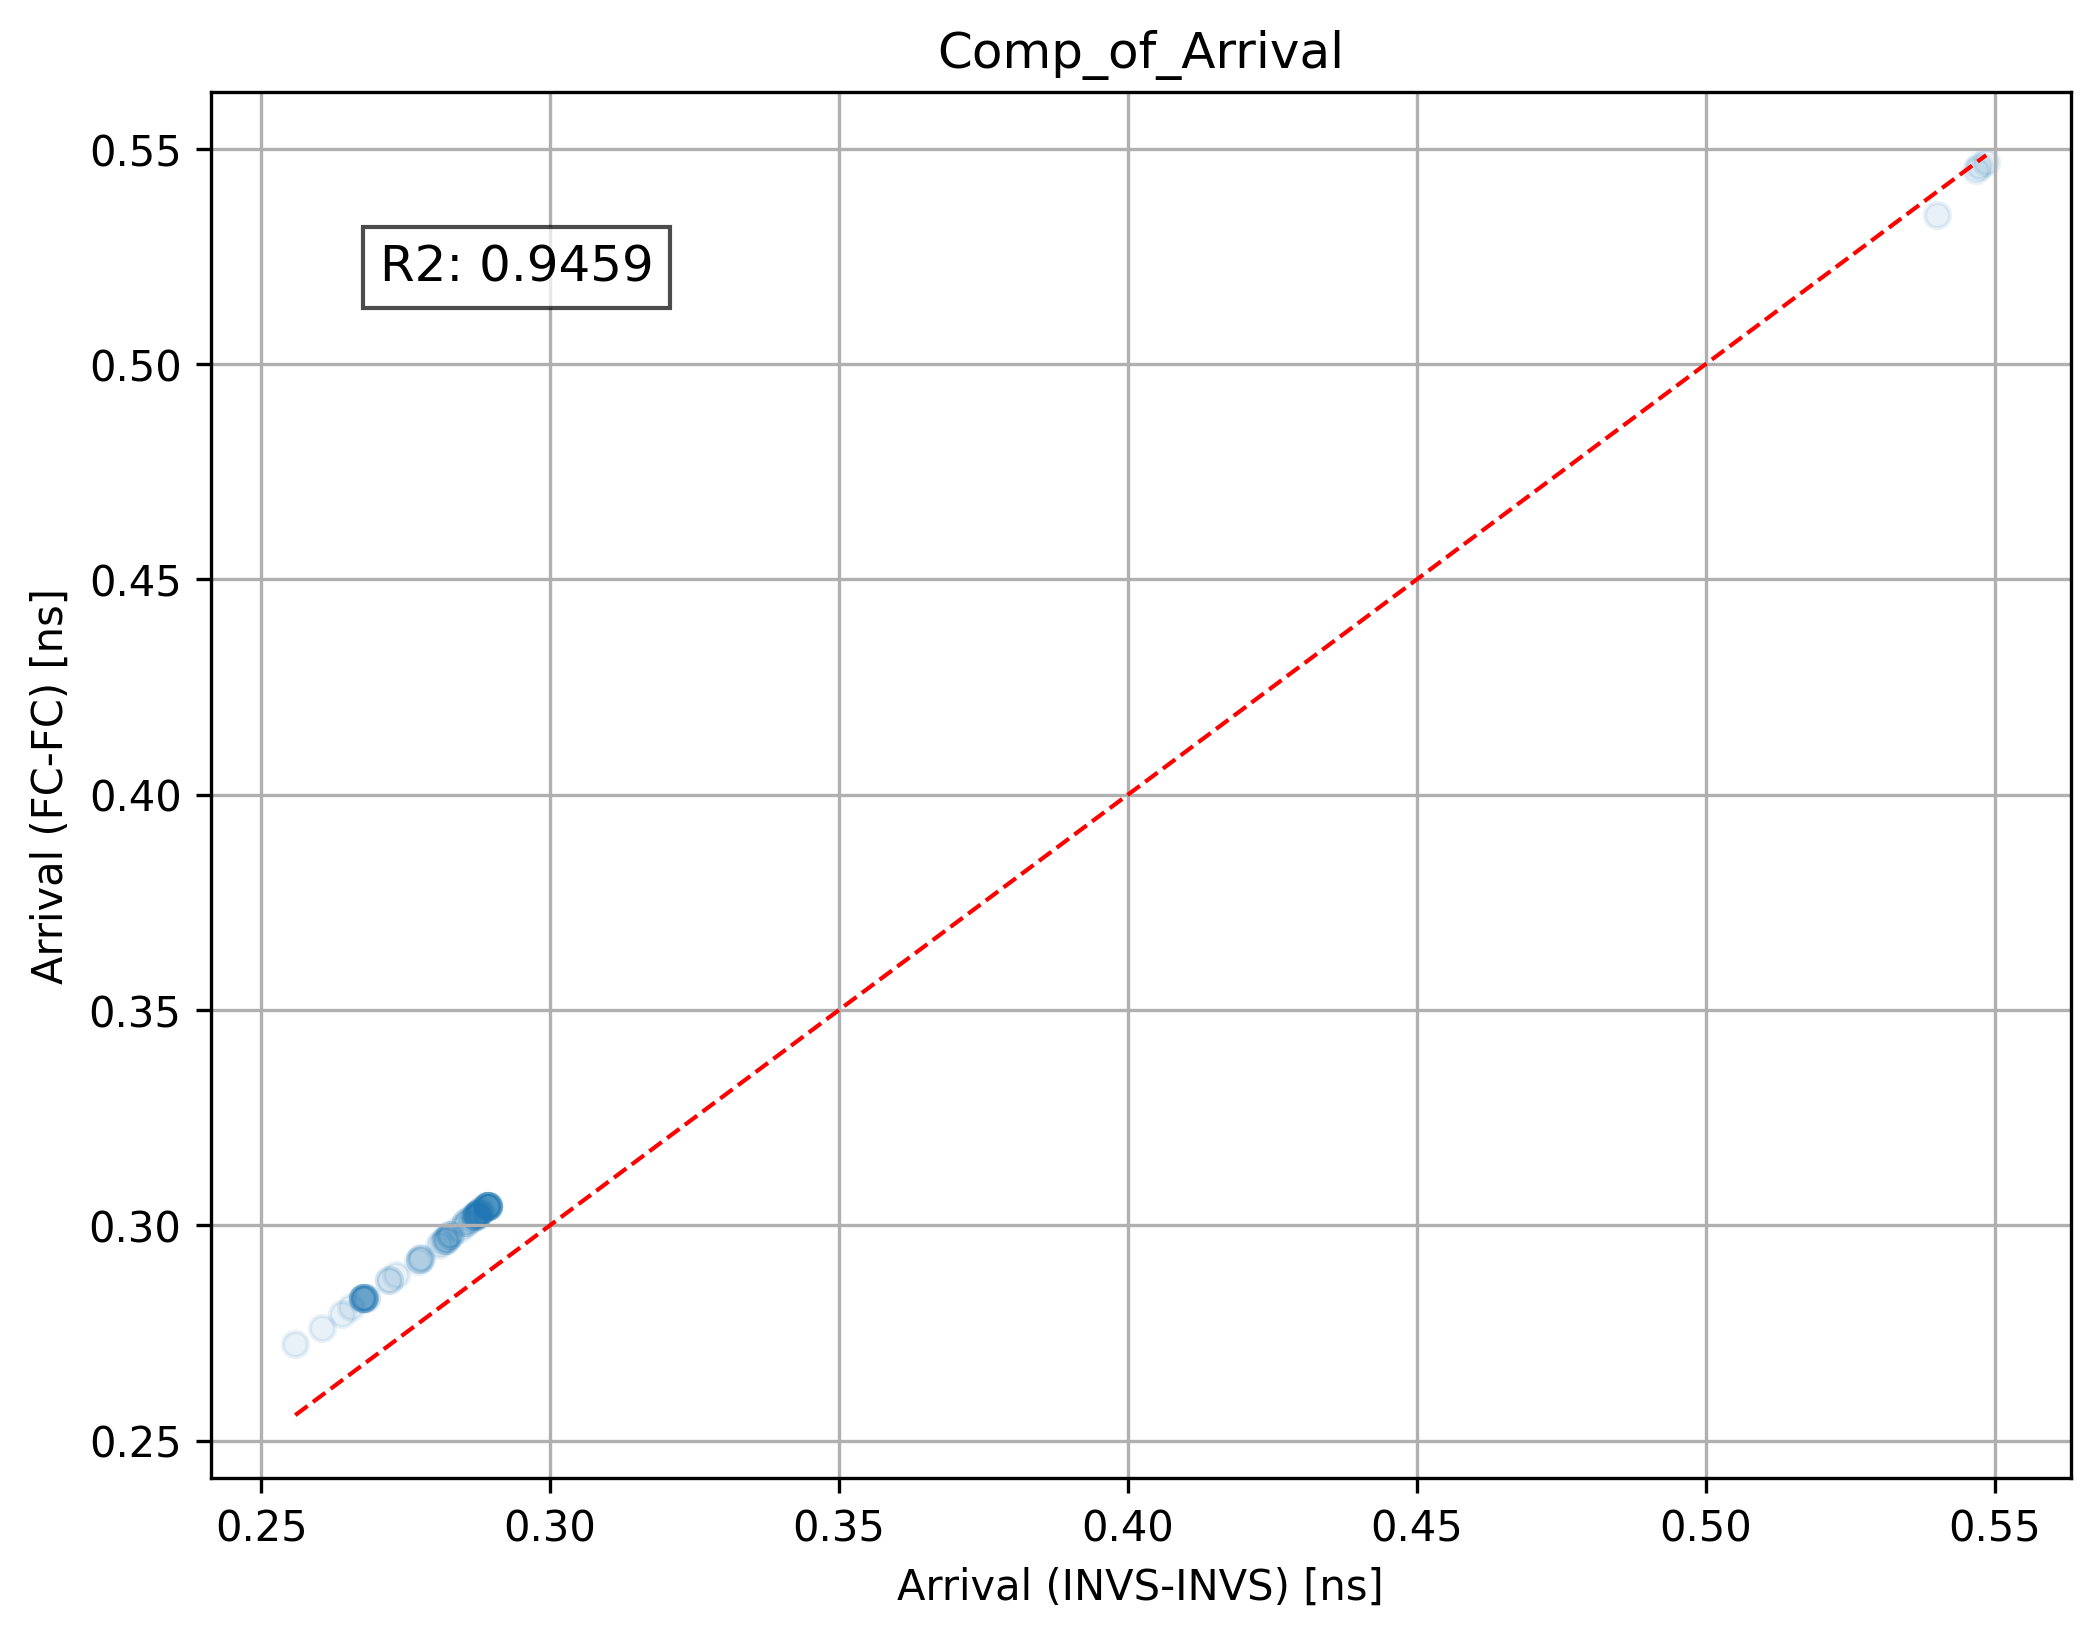 Comp_of_Arrival
R2: 0.9459
Arrival (FC-FC) [ns]
0.55
0.50
0.45
0.40
0.35
0.30
0.25
0.25 0.30 0.35 0.40 0.45 0.50 0.55
Arrival (INVS-INVS) [ns]